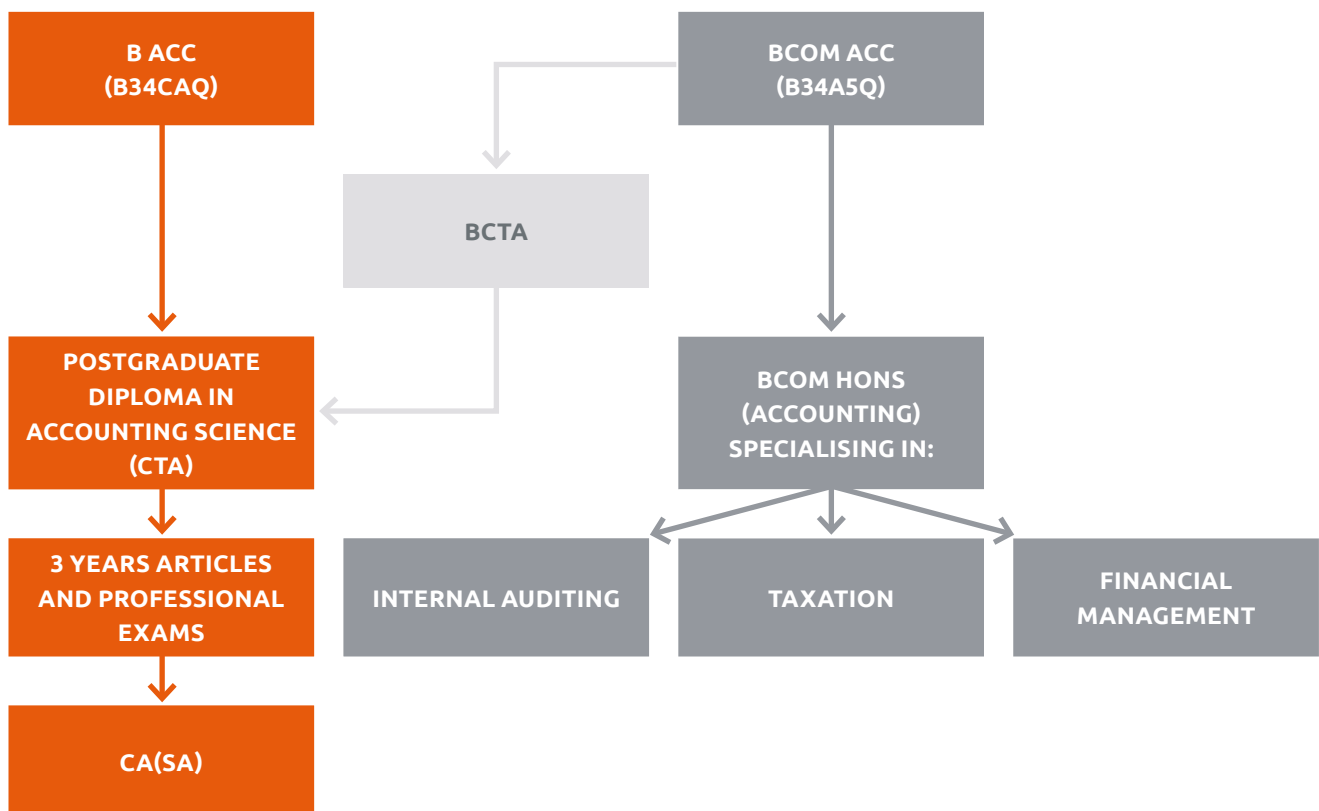 B ACC
(B34CAQ)
BCOM ACC
(B34A5Q)
BCTA
POSTGRADUATE
DIPLOMA IN
ACCOUNTING SCIENCE
(CTA)
BCOM HONS
(ACCOUNTING)
SPECIALISING IN:
3 YEARS ARTICLES
AND PROFESSIONAL
EXAMS
INTERNAL AUDITING
TAXATION
FINANCIAL
MANAGEMENT
CA(SA)